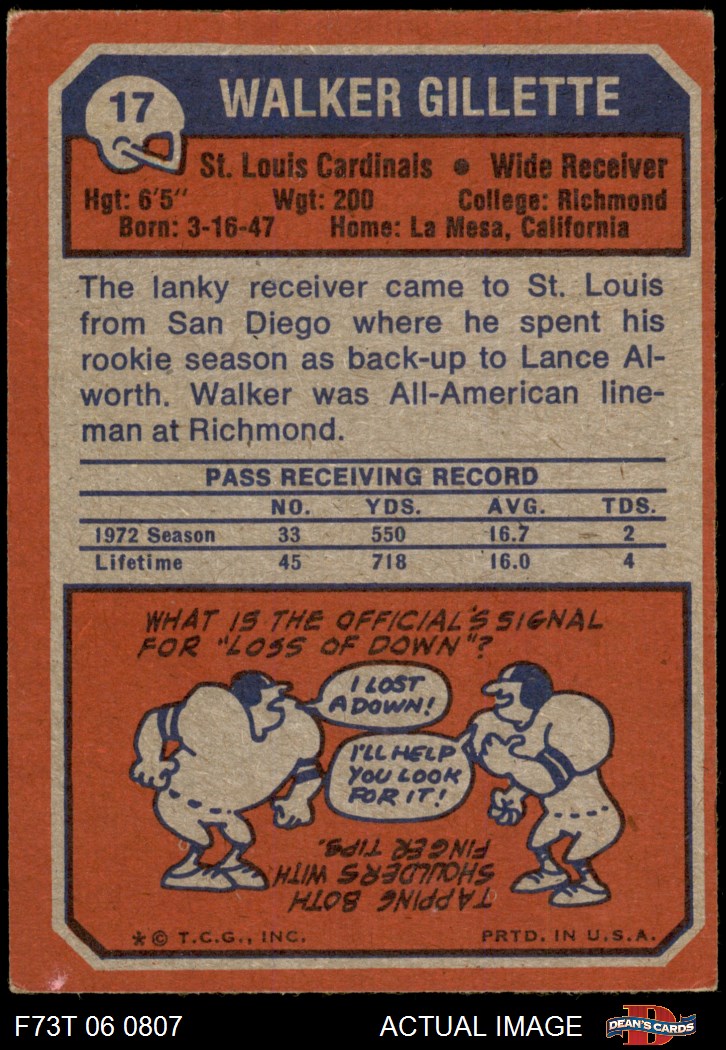 17
WALKER GILLETTE
St. Louis Cardinals ● Wide Receiver
Hgt: 6'5" Wgt: 200 College: Richmond
Born: 3-16-47 Home: La Mesa, California
The lanky receiver came to St. Louis
from San Diego where he spent his
rookie season as back-up to Lance Al-
worth. Walker was All-American line-
man at Richmond.
PASS RECEIVING RECORD
NO. YDS. AVG. TDS.
1972 Season 33 550 16.7 2
Lifetime 45 718 16.0 4
WHAT IS THE OFFICIAL'S SIGNAL
FOR "LOSS OF DOWN"?
I LOST
A DOWN!
I'LL HELP
YOU LOOK
FOR IT!
TAPPING BOTH
SHOULDERS WITH
FINGER TIPS.
*© T.C.G., INC. PRTD. IN U.S.A.
F73T 06 0807 ACTUAL IMAGE
D
DEAN'S CARDS